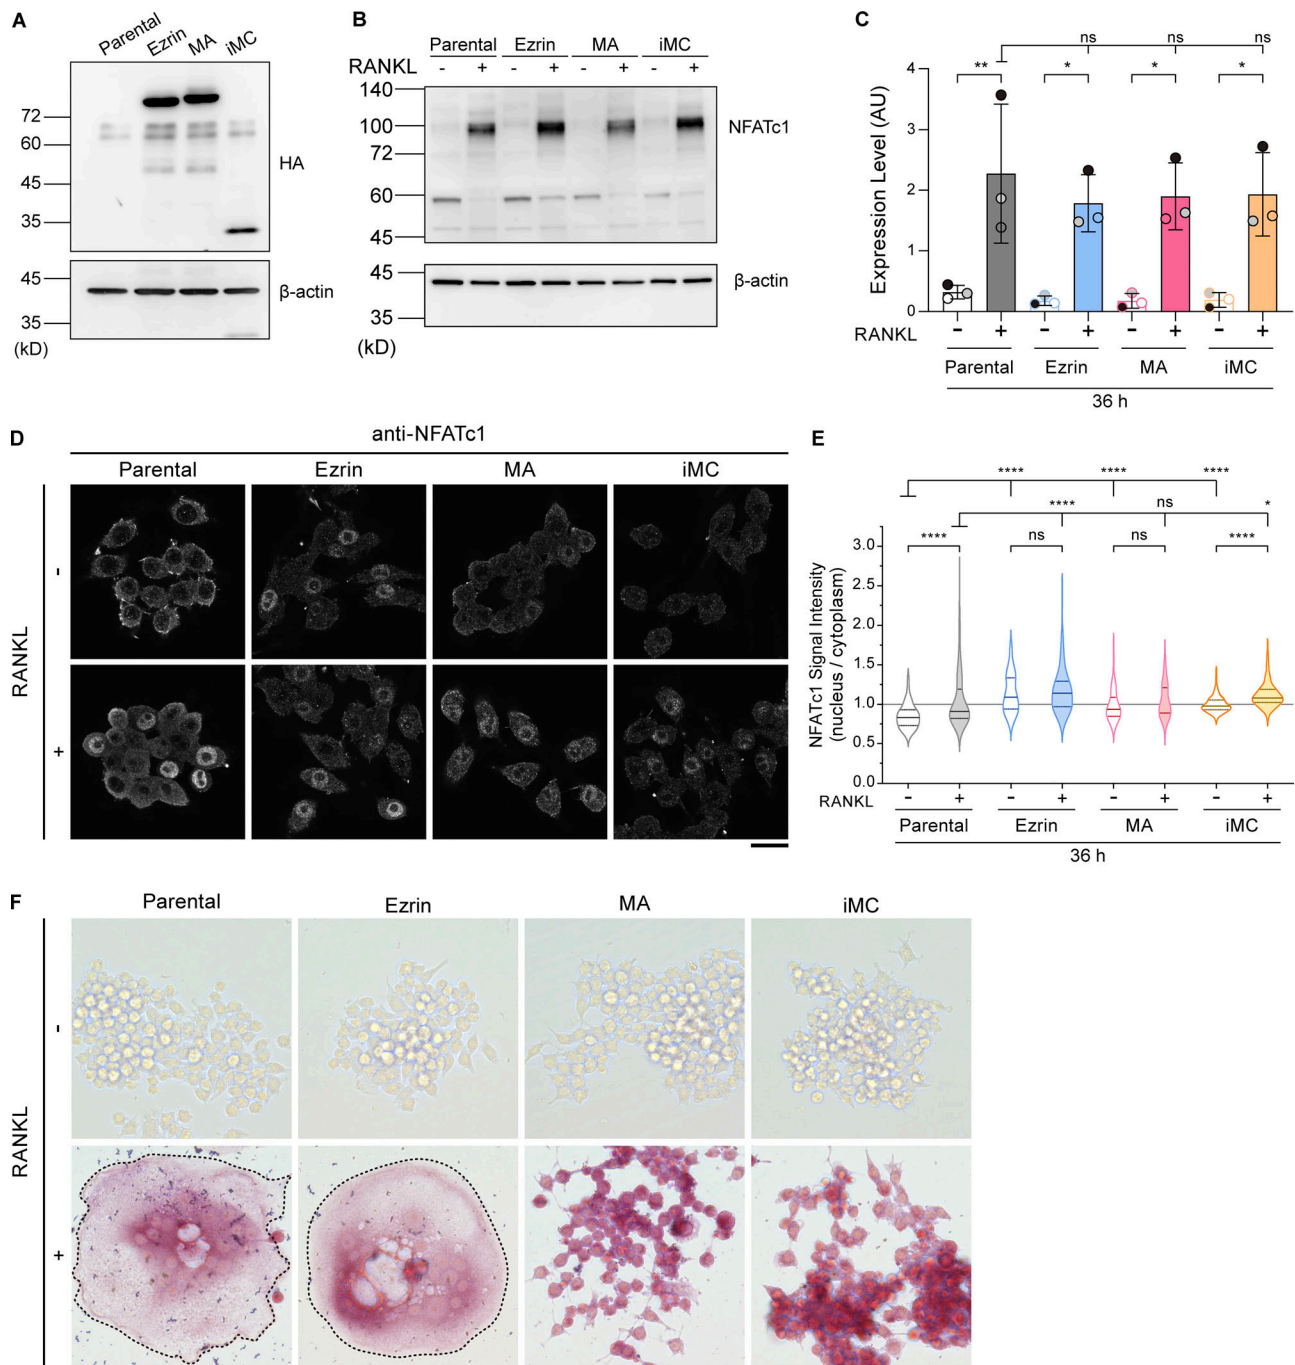 A
Parental
Ezrin
MA
iMC
72
60
45
35
HA
45
35
β-actin
(kD)
B
Parental Ezrin MA iMC
RANKL - + - + - + - +
140
100
72
60
45
NFATc1
45
35
β-actin
(kD)
C
ns ns ns
** * * *
Expression Level (AU)
4
3
2
1
0
RANKL - + - + - + - +
Parental Ezrin MA iMC
36 h
D
anti-NFATc1
Parental Ezrin MA iMC
RANKL
-
+
E
**** **** ****
**** ns *
**** ns ns ****
NFATc1 Signal Intensity
(nucleus / cytoplasm)
3.0
2.5
2.0
1.5
1.0
0.5
0.0
RANKL - + - + - + - +
Parental Ezrin MA iMC
36 h
F
Parental Ezrin MA iMC
RANKL
-
+